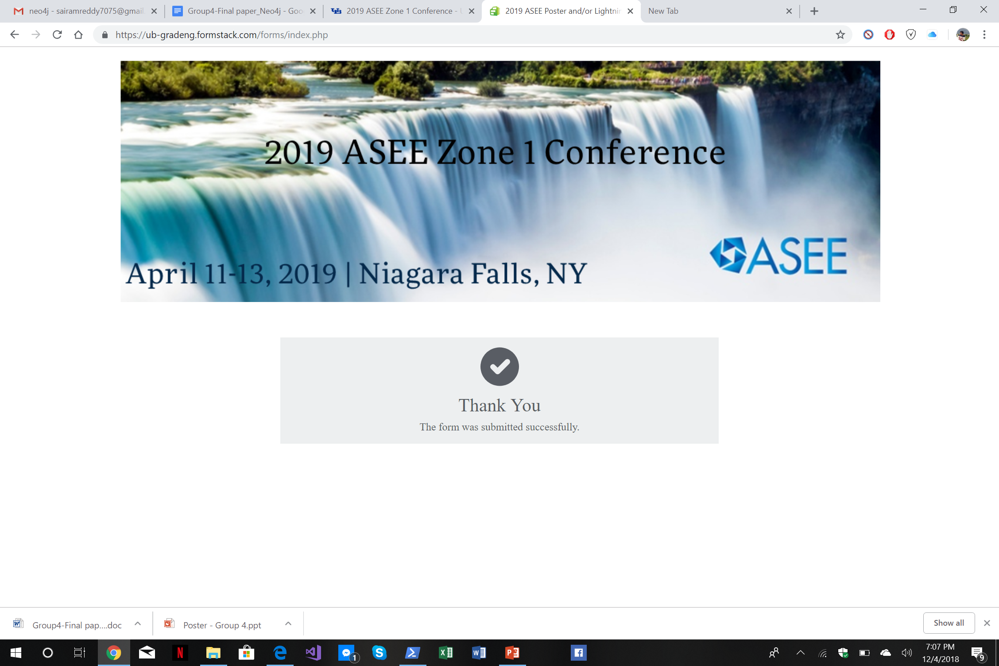 neo4j - sairamreddy7075@gmail.
Group4-Final paper_Neo4j - Goo
2019 ASEE Zone 1 Conference -
2019 ASEE Poster and/or Lightnin
New Tab
https://ub-gradeng.formstack.com/forms/index.php
2019 ASEE Zone 1 Conference
ASEE
April 11-13, 2019 | Niagara Falls, NY
Thank You
The form was submitted successfully.
Group4-Final pap....doc
Poster - Group 4.ppt
Show all
1
7:07 PM
12/4/2018
9